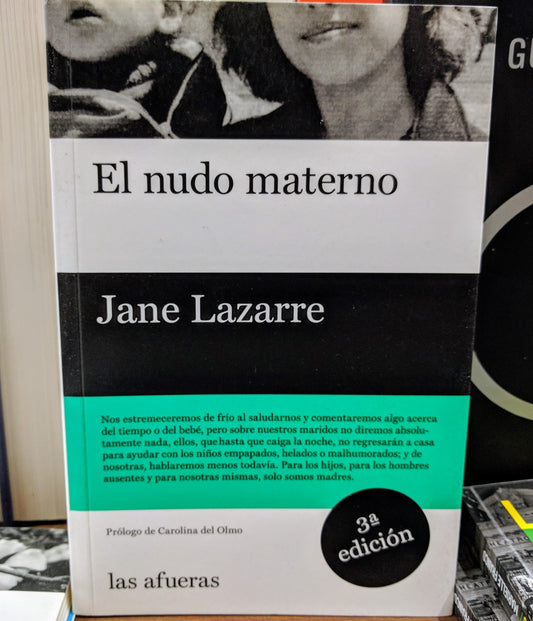 El nudo materno
Jane Lazarre
Nos estremeceremos de frío al saludarnos y comentaremos algo acerca
del tiempo o del bebé, pero sobre nuestros maridos no diremos absolu-
tamente nada, ellos, que hasta que caiga la noche, no regresarán a casa
para ayudar con los niños empapados, helados o malhumorados; y de
nosotras, hablaremos menos todavía. Para los hijos, para los hombres
ausentes y para nosotras mismas, solo somos madres.
Prólogo de Carolina del Olmo
3ª
edición
las afueras